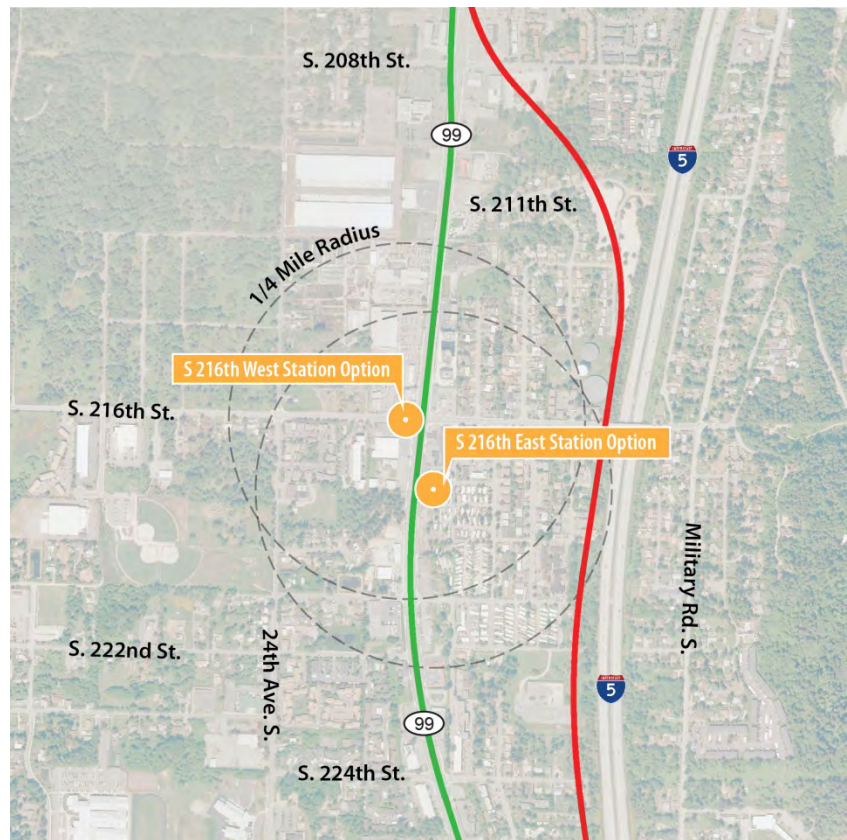 S. 208th St.
99
5
S. 211th St.
1/4 Mile Radius
S 216th West Station Option
S. 216th St.
S 216th East Station Option
Military Rd. S.
24th Ave. S.
S. 222nd St.
5
99
S. 224th St.